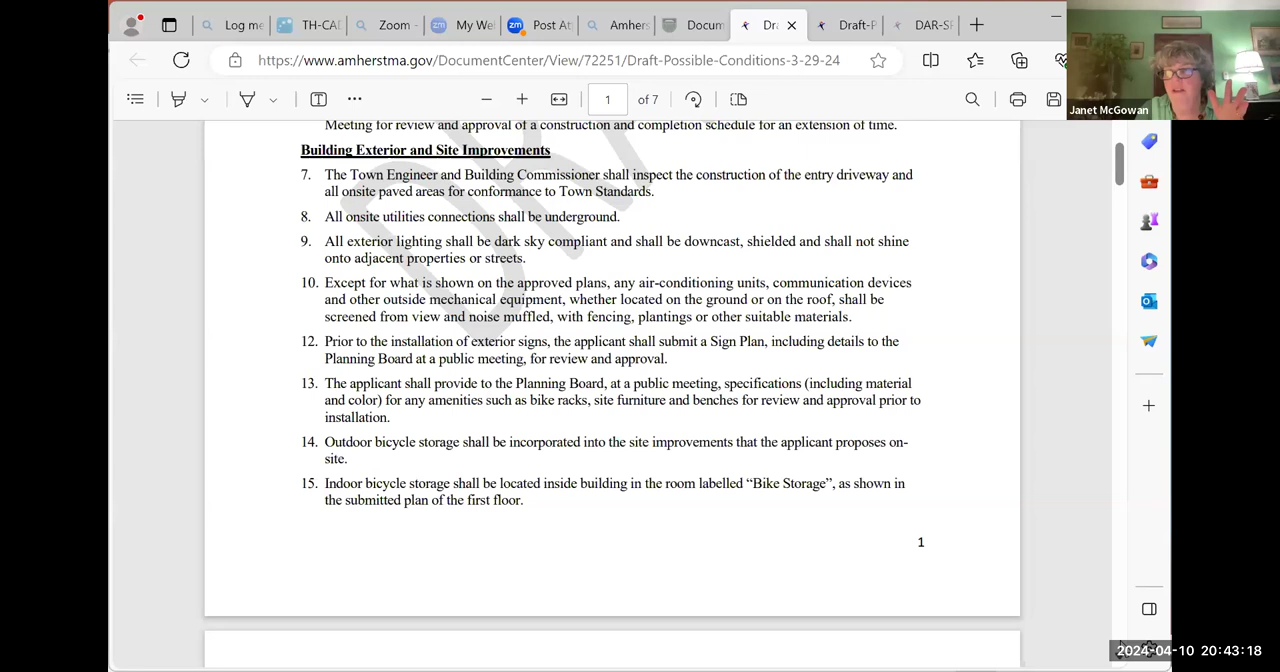 Log me
TH-CAD
Zoom -
My We
Post At
Amhers
Docum
Dra
Draft-P
DAR-SF
https://www.amherstma.gov/DocumentCenter/View/72251/Draft-Possible-Conditions-3-29-24
1 of 7
Janet McGowan
Meeting for review and approval of a construction and completion schedule for an extension of time.
Building Exterior and Site Improvements
7. The Town Engineer and Building Commissioner shall inspect the construction of the entry driveway and
all onsite paved areas for conformance to Town Standards.
8. All onsite utilities connections shall be underground.
9. All exterior lighting shall be dark sky compliant and shall be downcast, shielded and shall not shine
onto adjacent properties or streets.
10. Except for what is shown on the approved plans, any air-conditioning units, communication devices
and other outside mechanical equipment, whether located on the ground or on the roof, shall be
screened from view and noise muffled, with fencing, plantings or other suitable materials.
12. Prior to the installation of exterior signs, the applicant shall submit a Sign Plan, including details to the
Planning Board at a public meeting, for review and approval.
13. The applicant shall provide to the Planning Board, at a public meeting, specifications (including material
and color) for any amenities such as bike racks, site furniture and benches for review and approval prior to
installation.
14. Outdoor bicycle storage shall be incorporated into the site improvements that the applicant proposes on-
site.
15. Indoor bicycle storage shall be located inside building in the room labelled “Bike Storage”, as shown in
the submitted plan of the first floor.
1
2024-04-10 20:43:18